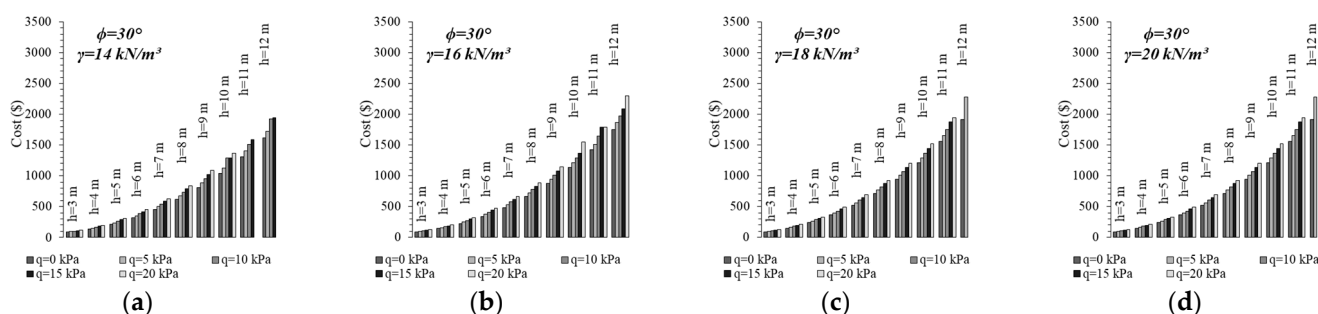 3500
3000
2500
2000
1500
1000
500
0
Cost ($)
ϕ=30°
γ=14 kN/m³
h=3 m
h=4 m
h=5 m
h=6 m
h=7 m
h=8 m
h=9 m
h=10 m
h=11 m
h=12 m
q=0 kPa q=5 kPa q=10 kPa
q=15 kPa q=20 kPa
(a)
3500
3000
2500
2000
1500
1000
500
0
Cost ($)
ϕ=30°
γ=16 kN/m³
h=3 m
h=4 m
h=5 m
h=6 m
h=7 m
h=8 m
h=9 m
h=10 m
h=11 m
h=12 m
q=0 kPa q=5 kPa q=10 kPa
q=15 kPa q=20 kPa
(b)
3500
3000
2500
2000
1500
1000
500
0
Cost ($)
ϕ=30°
γ=18 kN/m³
h=3 m
h=4 m
h=5 m
h=6 m
h=7 m
h=8 m
h=9 m
h=10 m
h=11 m
h=12 m
q=0 kPa q=5 kPa q=10 kPa
q=15 kPa q=20 kPa
(c)
3500
3000
2500
2000
1500
1000
500
0
Cost ($)
ϕ=30°
γ=20 kN/m³
h=3 m
h=4 m
h=5 m
h=6 m
h=7 m
h=8 m
h=9 m
h=10 m
h=11 m
h=12 m
q=0 kPa q=5 kPa q=10 kPa
q=15 kPa q=20 kPa
(d)